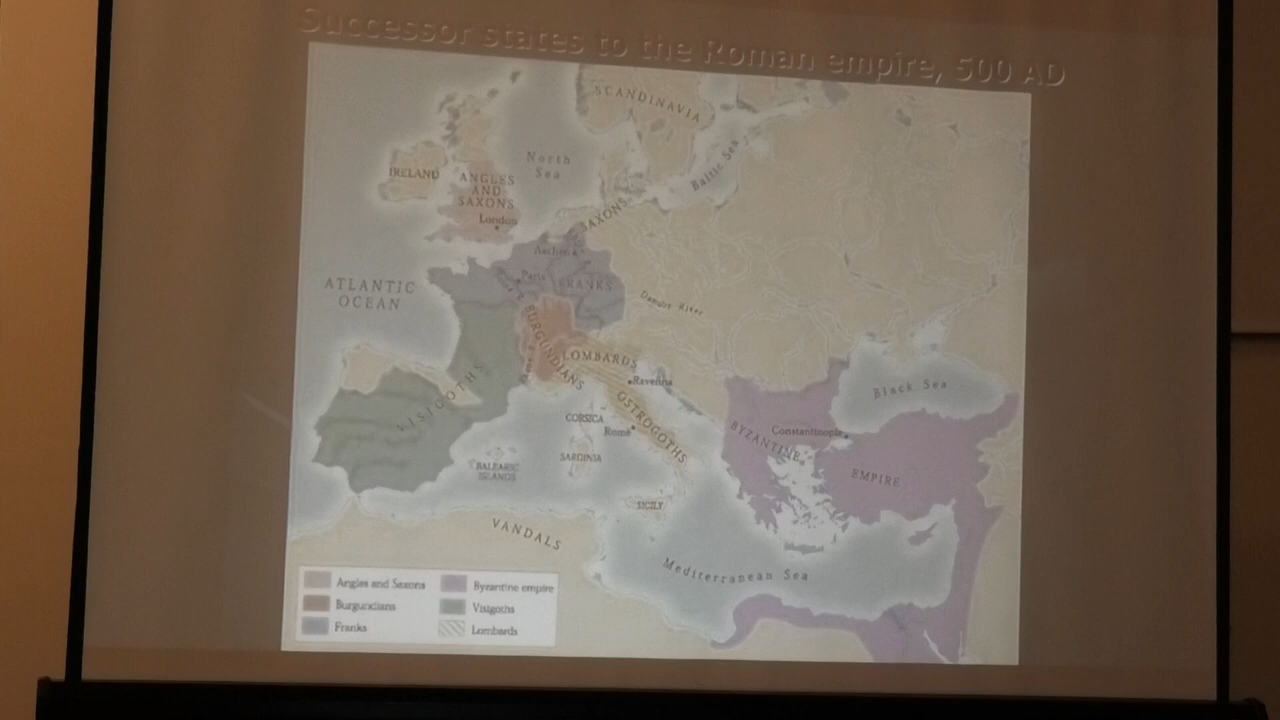 Successor states to the Roman empire, 500 AD
SCANDINAVIA
North
Sea
Baltic Sea
IRELAND
ANGLES
AND
SAXONS
London
SAXONS
Aachen
Paris
FRANKS
ATLANTIC
OCEAN
Danube River
BURGUNDIANS
LOMBARDS
Ravenna
VISIGOTHS
OSTROGOTHS
CORSICA
Rome
SARDINIA
BALEARIC
ISLANDS
SICILY
Black Sea
Constantinople
BYZANTINE
EMPIRE
VANDALS
Mediterranean Sea
Angles and Saxons
Burgundians
Franks
Byzantine empire
Visigoths
Lombards